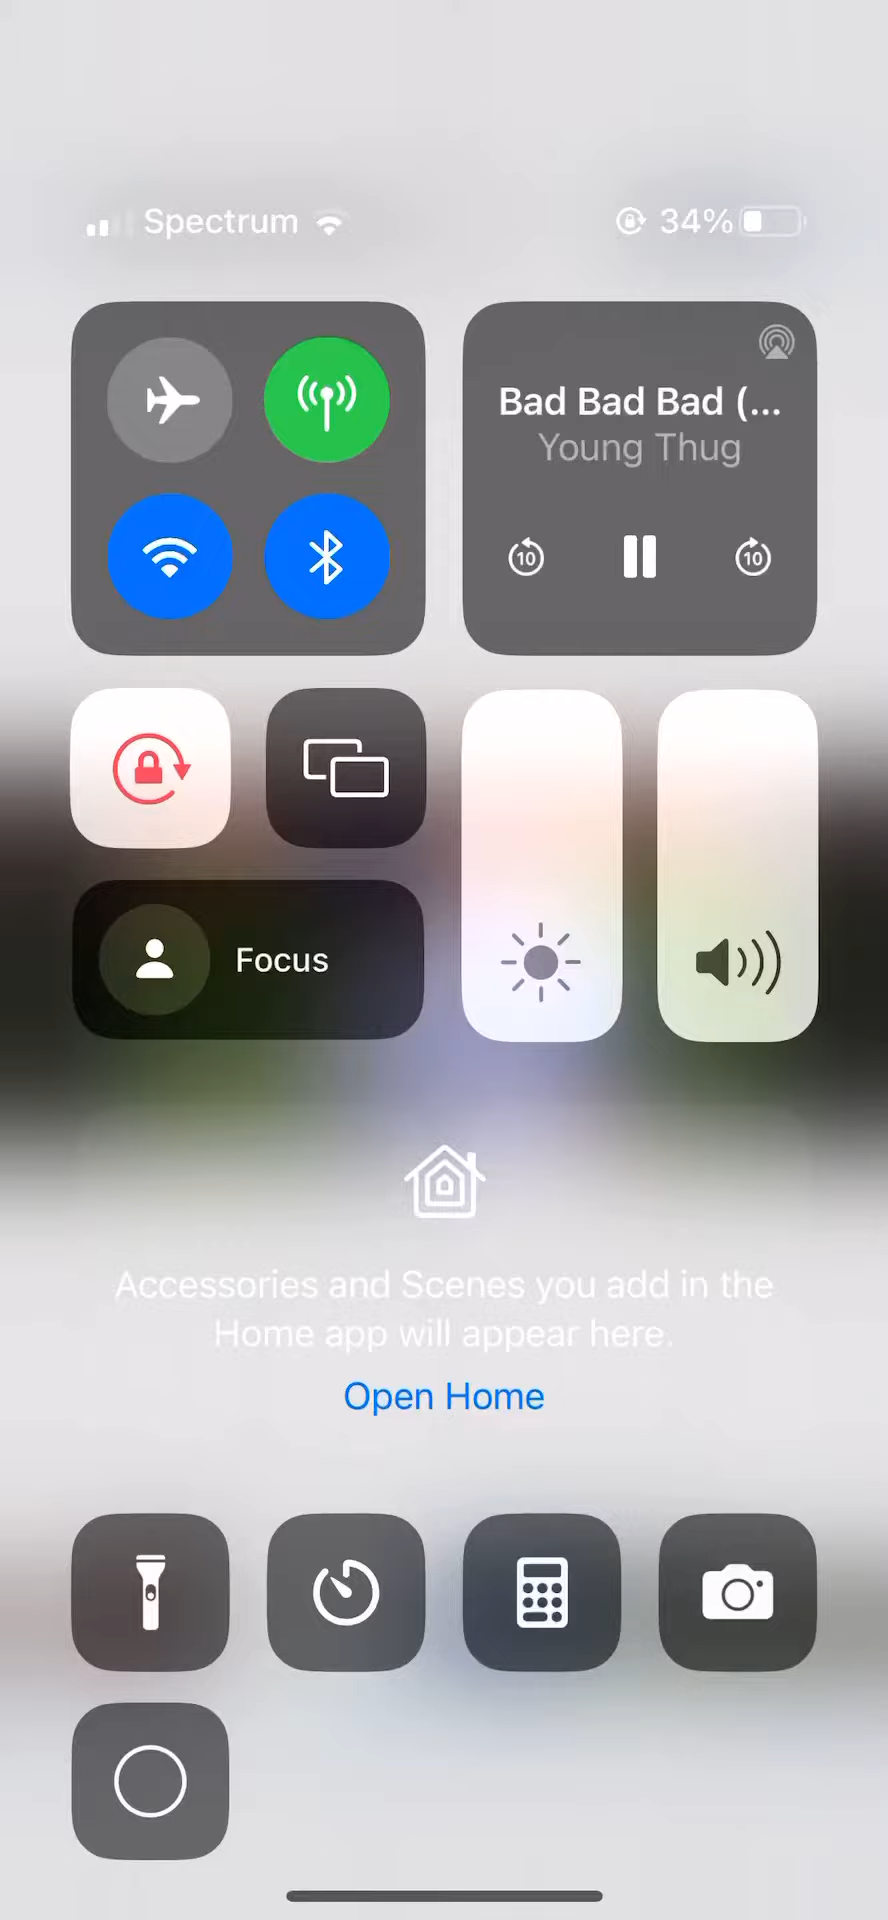 Spectrum 34%
Bad Bad Bad (...
Young Thug
10 10
Focus
Accessories and Scenes you add in the
Home app will appear here.
Open Home